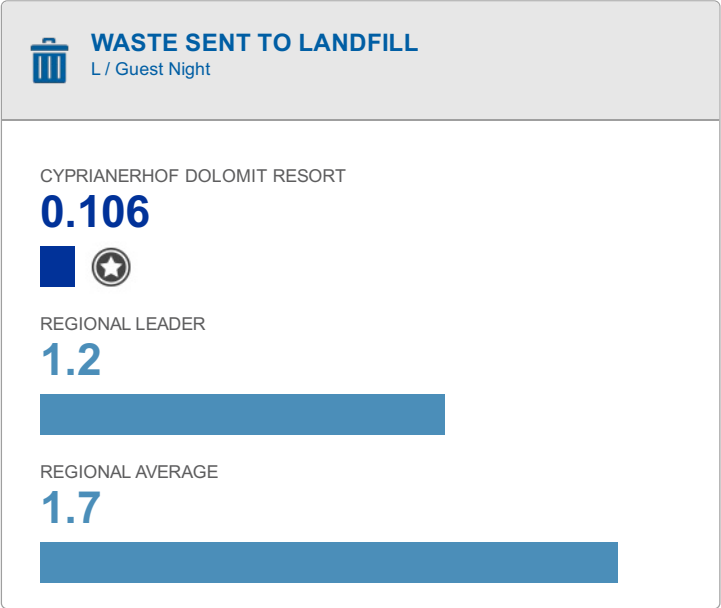 WASTE SENT TO LANDFILL
L / Guest Night
CYPRIANERHOF DOLOMIT RESORT
0.106
REGIONAL LEADER
1.2
REGIONAL AVERAGE
1.7